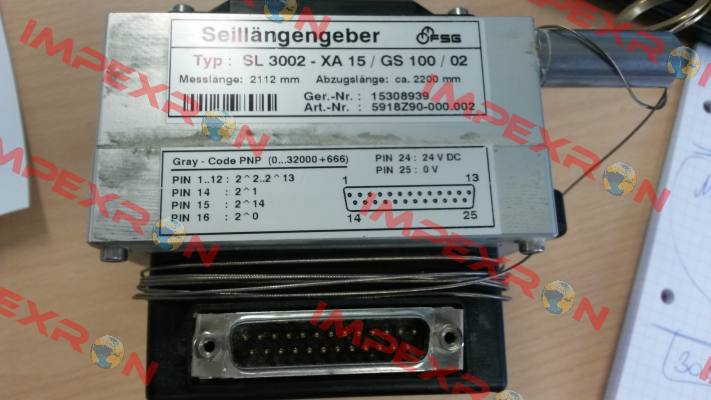 Seillängengeber FSG
Typ : SL 3002 - XA 15 / GS 100 / 02
Messlänge: 2112 mm Abzugslänge: ca. 2200 mm
Ger.-Nr. : 15308939
Art.-Nr. : 5918Z90-000.002
Gray - Code PNP (0...32000+666) PIN 24 : 24 V DC
PIN 25 : 0 V
PIN 1..12 : 2^2..2^13
PIN 14 : 2^1
PIN 15 : 2^14
PIN 16 : 2^0
1 13
14 25
IMPEXRON
IMPEXRON
IMPEXRON